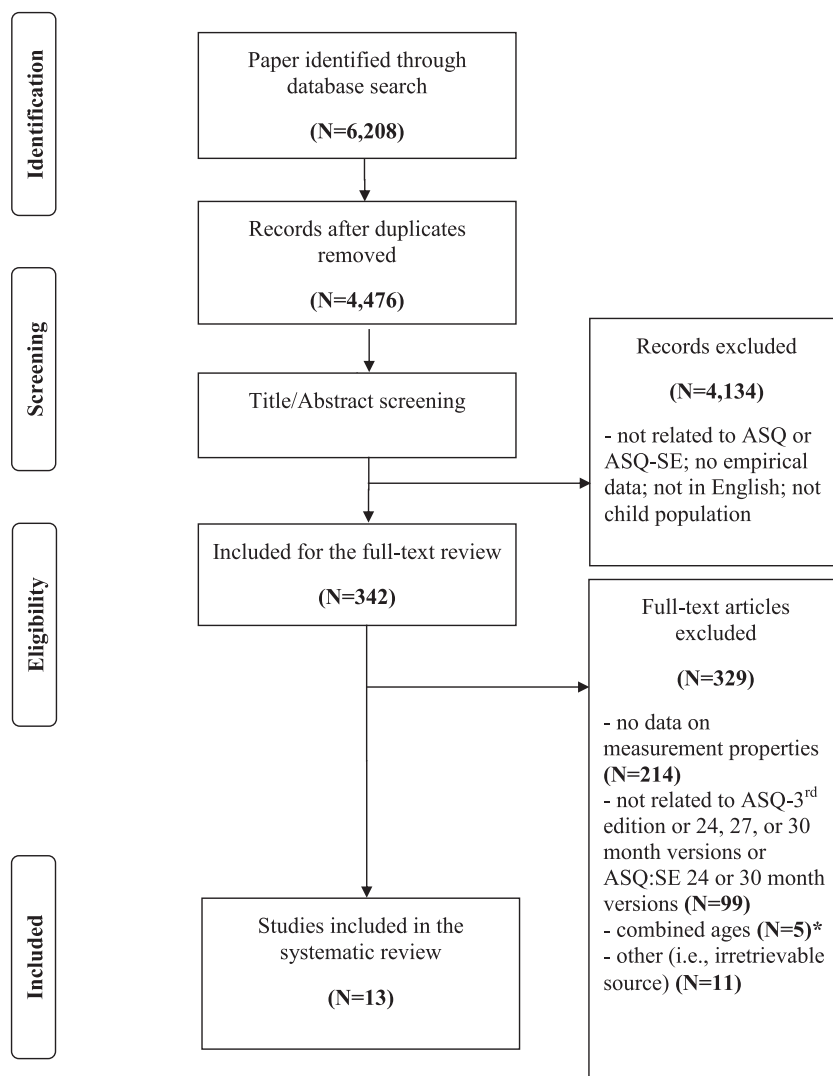 Identification
Paper identified through
database search
(N=6,208)
Records after duplicates
removed
(N=4,476)
Screening
Title/Abstract screening
Records excluded
(N=4,134)
- not related to ASQ or
ASQ-SE; no empirical
data; not in English; not
child population
Eligibility
Included for the full-text review
(N=342)
Full-text articles
excluded
(N=329)
- no data on
measurement properties
(N=214)
- not related to ASQ-3rd
edition or 24, 27, or 30
month versions or
ASQ:SE 24 or 30 month
versions (N=99)
- combined ages (N=5)*
- other (i.e., irretrievable
source) (N=11)
Included
Studies included in the
systematic review
(N=13)